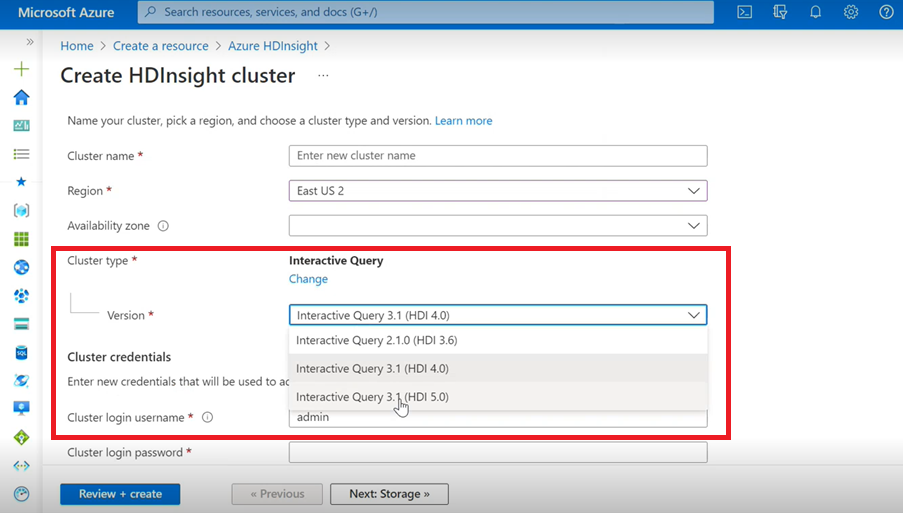 Microsoft Azure
Search resources, services, and docs (G+/)
Home > Create a resource > Azure HDInsight >
Create HDInsight cluster ...
Name your cluster, pick a region, and choose a cluster type and version. Learn more
Cluster name *
Enter new cluster name
Region *
East US 2
Availability zone
Cluster type *
Interactive Query
Change
Version *
Interactive Query 3.1 (HDI 4.0)
Interactive Query 2.1.0 (HDI 3.6)
Interactive Query 3.1 (HDI 4.0)
Interactive Query 3.1 (HDI 5.0)
Cluster credentials
Enter new credentials that will be used to
Cluster login username *
admin
Cluster login password *
Review + create
« Previous
Next: Storage »